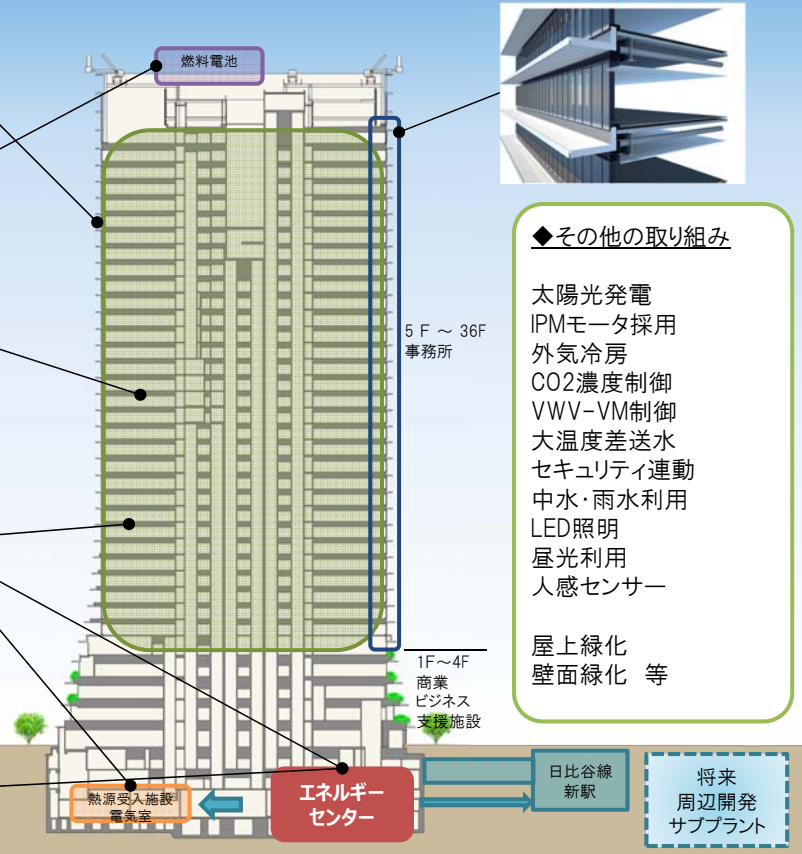 燃料電池
◆その他の取り組み
太陽光発電
IPMモータ採用
外気冷房
CO2濃度制御
VWV-VM制御
大温度差送水
セキュリティ連動
中水・雨水利用
LED照明
昼光利用
人感センサー
屋上緑化
壁面緑化 等
5 F ～ 36F
事務所
1F～4F
商業
ビジネス
支援施設
熱源受入施設
電気室
エネルギー
センター
日比谷線
新駅
将来
周辺開発
サブプラント